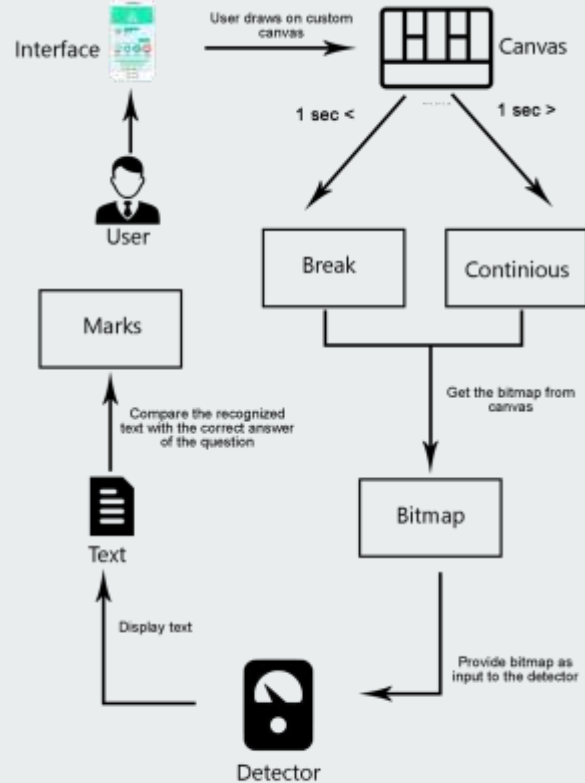 User draws on custom
canvas
Interface
Canvas
1 sec <
1 sec >
User
Break
Continious
Marks
Get the bitmap from
canvas
Compare the recognized
text with the correct answer
of the question
Bitmap
Text
Display text
Provide bitmap as
input to the detector
Detector